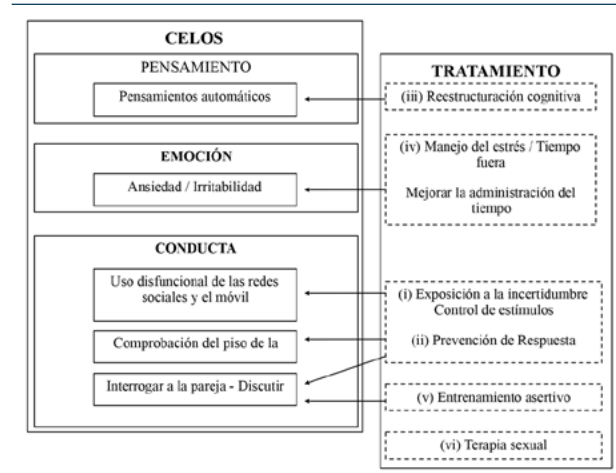 CELOS
PENSAMIENTO
Pensamientos automáticos
EMOCIÓN
Ansiedad / Irritabilidad
CONDUCTA
Uso disfuncional de las redes
sociales y el móvil
Comprobación del piso de la
Interrogar a la pareja - Discutir
TRATAMIENTO
(iii) Reestructuración cognitiva
(iv) Manejo del estrés / Tiempo
fuera
Mejorar la administración del
tiempo
(i) Exposición a la incertidumbre
Control de estímulos
(ii) Prevención de Respuesta
(v) Entrenamiento asertivo
(vi) Terapia sexual